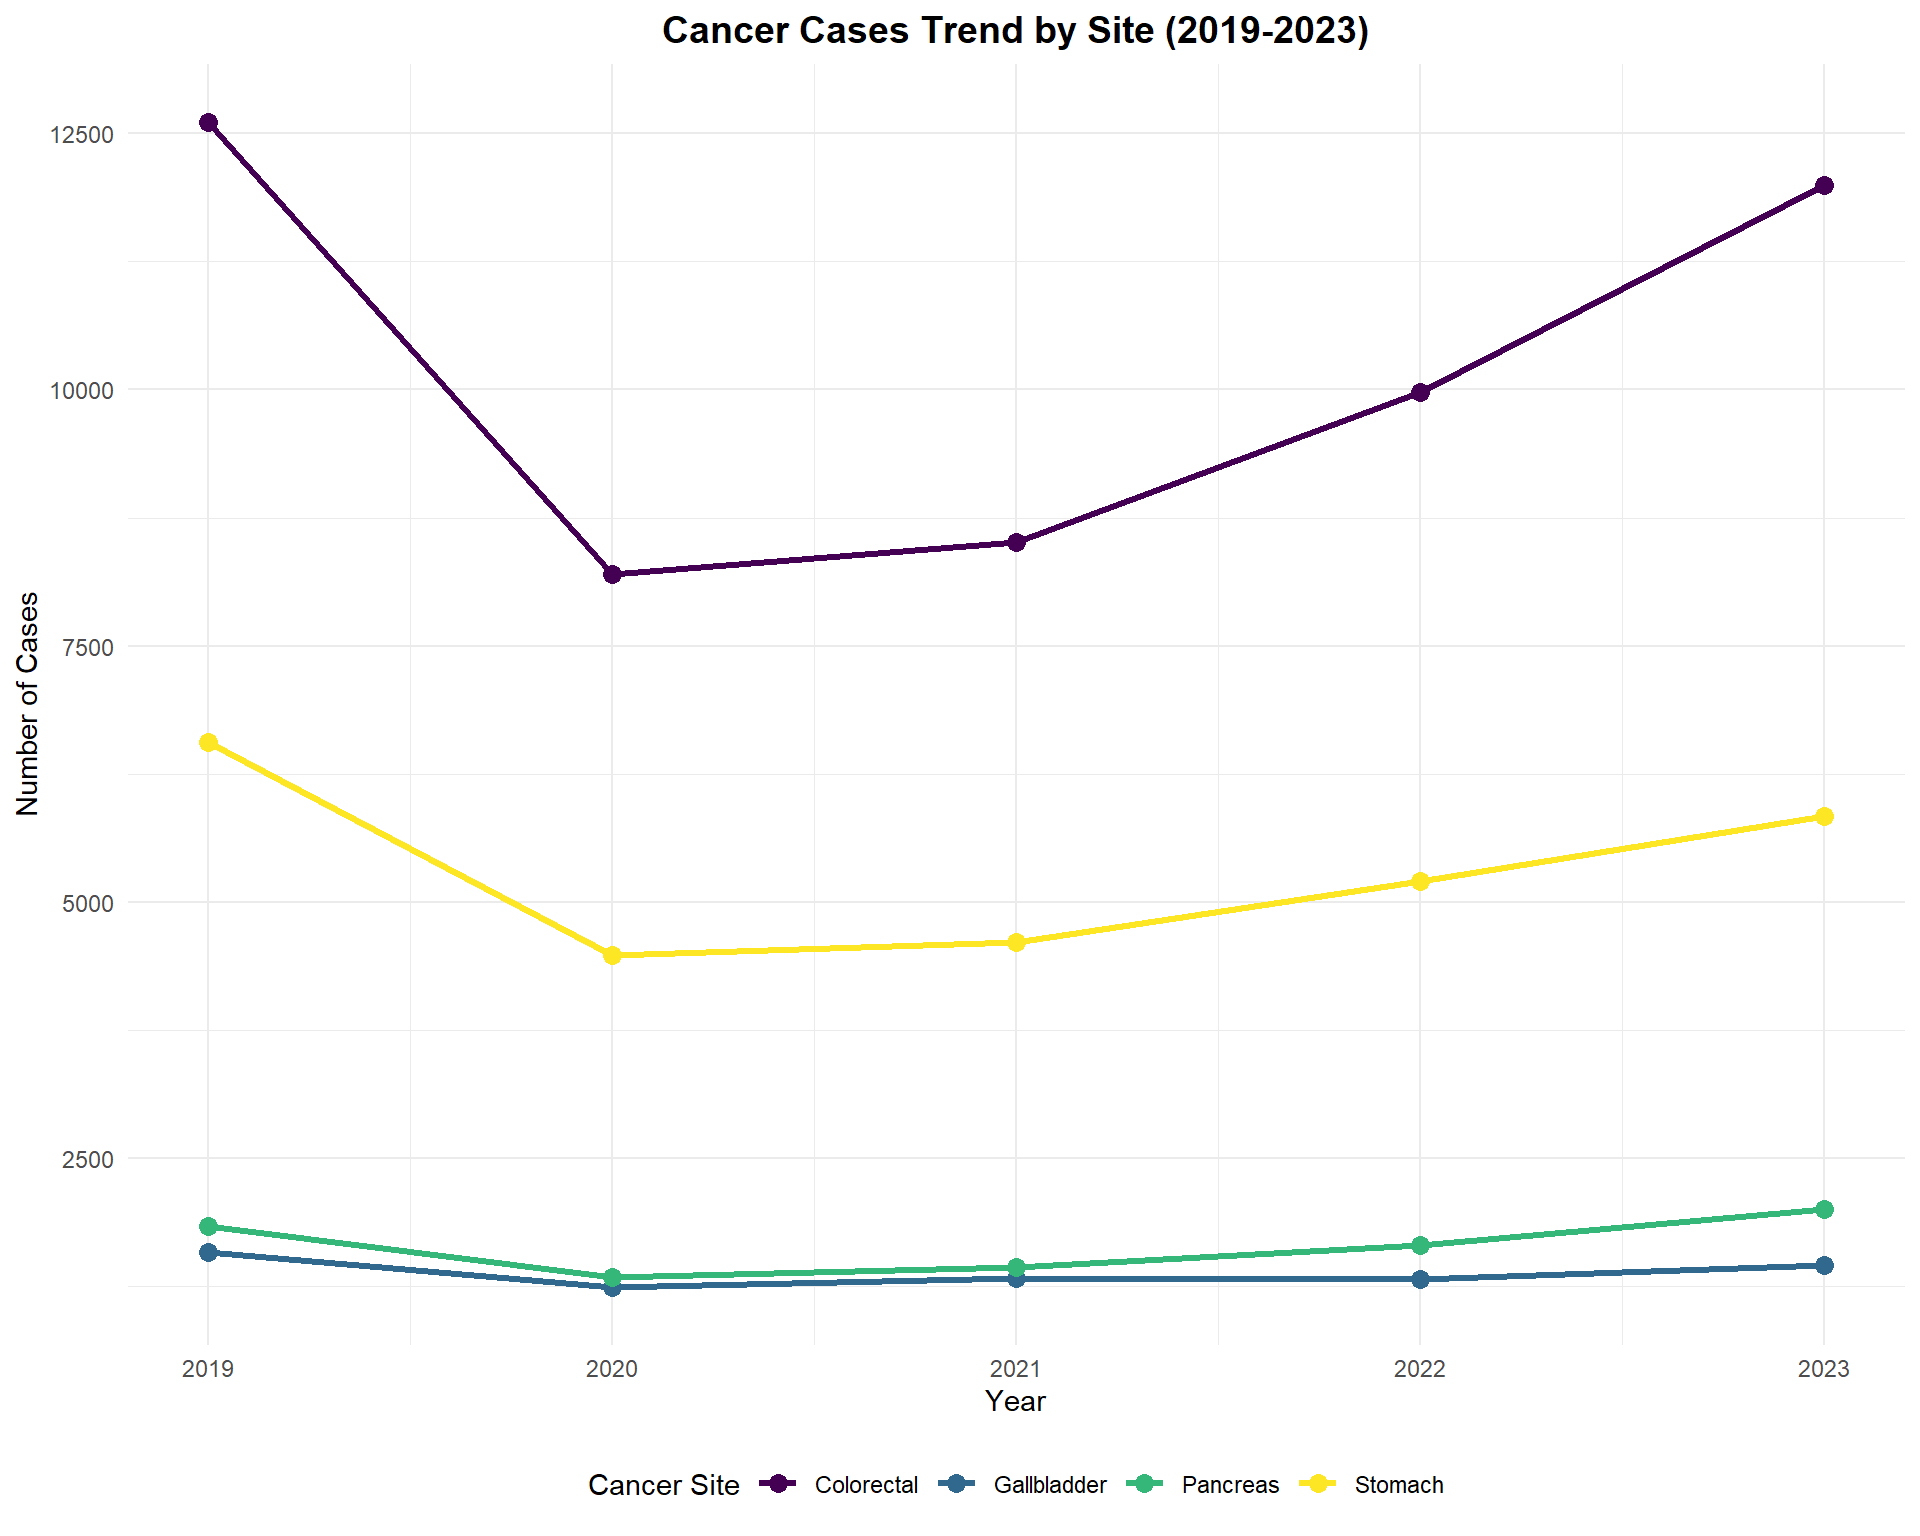 Cancer Cases Trend by Site (2019-2023)
12500
10000
7500
5000
2500
Number of Cases
2019 2020 2021 2022 2023
Year
Cancer Site Colorectal Gallbladder Pancreas Stomach